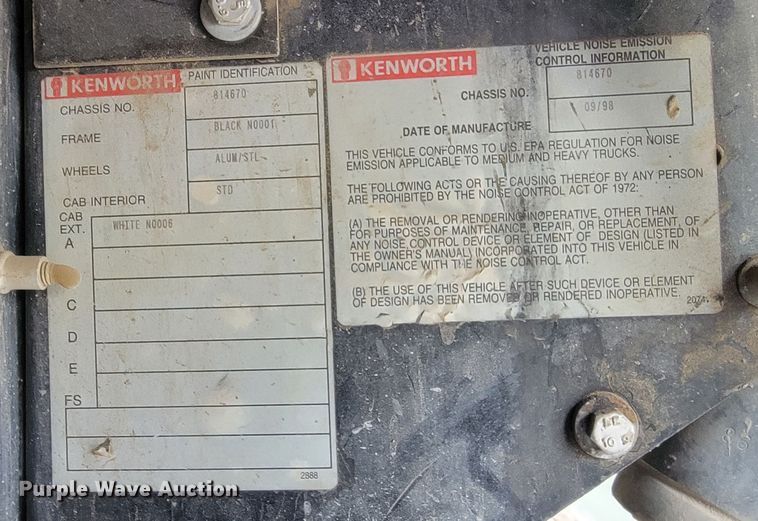 KENWORTH
PAINT IDENTIFICATION
CHASSIS NO.
814670
FRAME
BLACK N0001
WHEELS
ALUM/STL
CAB INTERIOR
STD
CAB
EXT.
A
WHITE N0006
C
D
E
FS
2888
KENWORTH
VEHICLE NOISE EMISSION
CONTROL INFORMATION
CHASSIS NO.
814670
DATE OF MANUFACTURE
09/98
THIS VEHICLE CONFORMS TO U.S. EPA REGULATION FOR NOISE
EMISSION APPLICABLE TO MEDIUM AND HEAVY TRUCKS.
THE FOLLOWING ACTS OR THE CAUSING THEREOF BY ANY PERSON
ARE PROHIBITED BY THE NOISE CONTROL ACT OF 1972:
(A) THE REMOVAL OR RENDERING INOPERATIVE, OTHER THAN
FOR PURPOSES OF MAINTENANCE, REPAIR, OR REPLACEMENT, OF
ANY NOISE CONTROL DEVICE OR ELEMENT OF DESIGN (LISTED IN
THE OWNER'S MANUAL) INCORPORATED INTO THIS VEHICLE IN
COMPLIANCE WITH THE NOISE CONTROL ACT.
(B) THE USE OF THIS VEHICLE AFTER SUCH DEVICE OR ELEMENT
OF DESIGN HAS BEEN REMOVED OR RENDERED INOPERATIVE.
2074
Purple Wave Auction